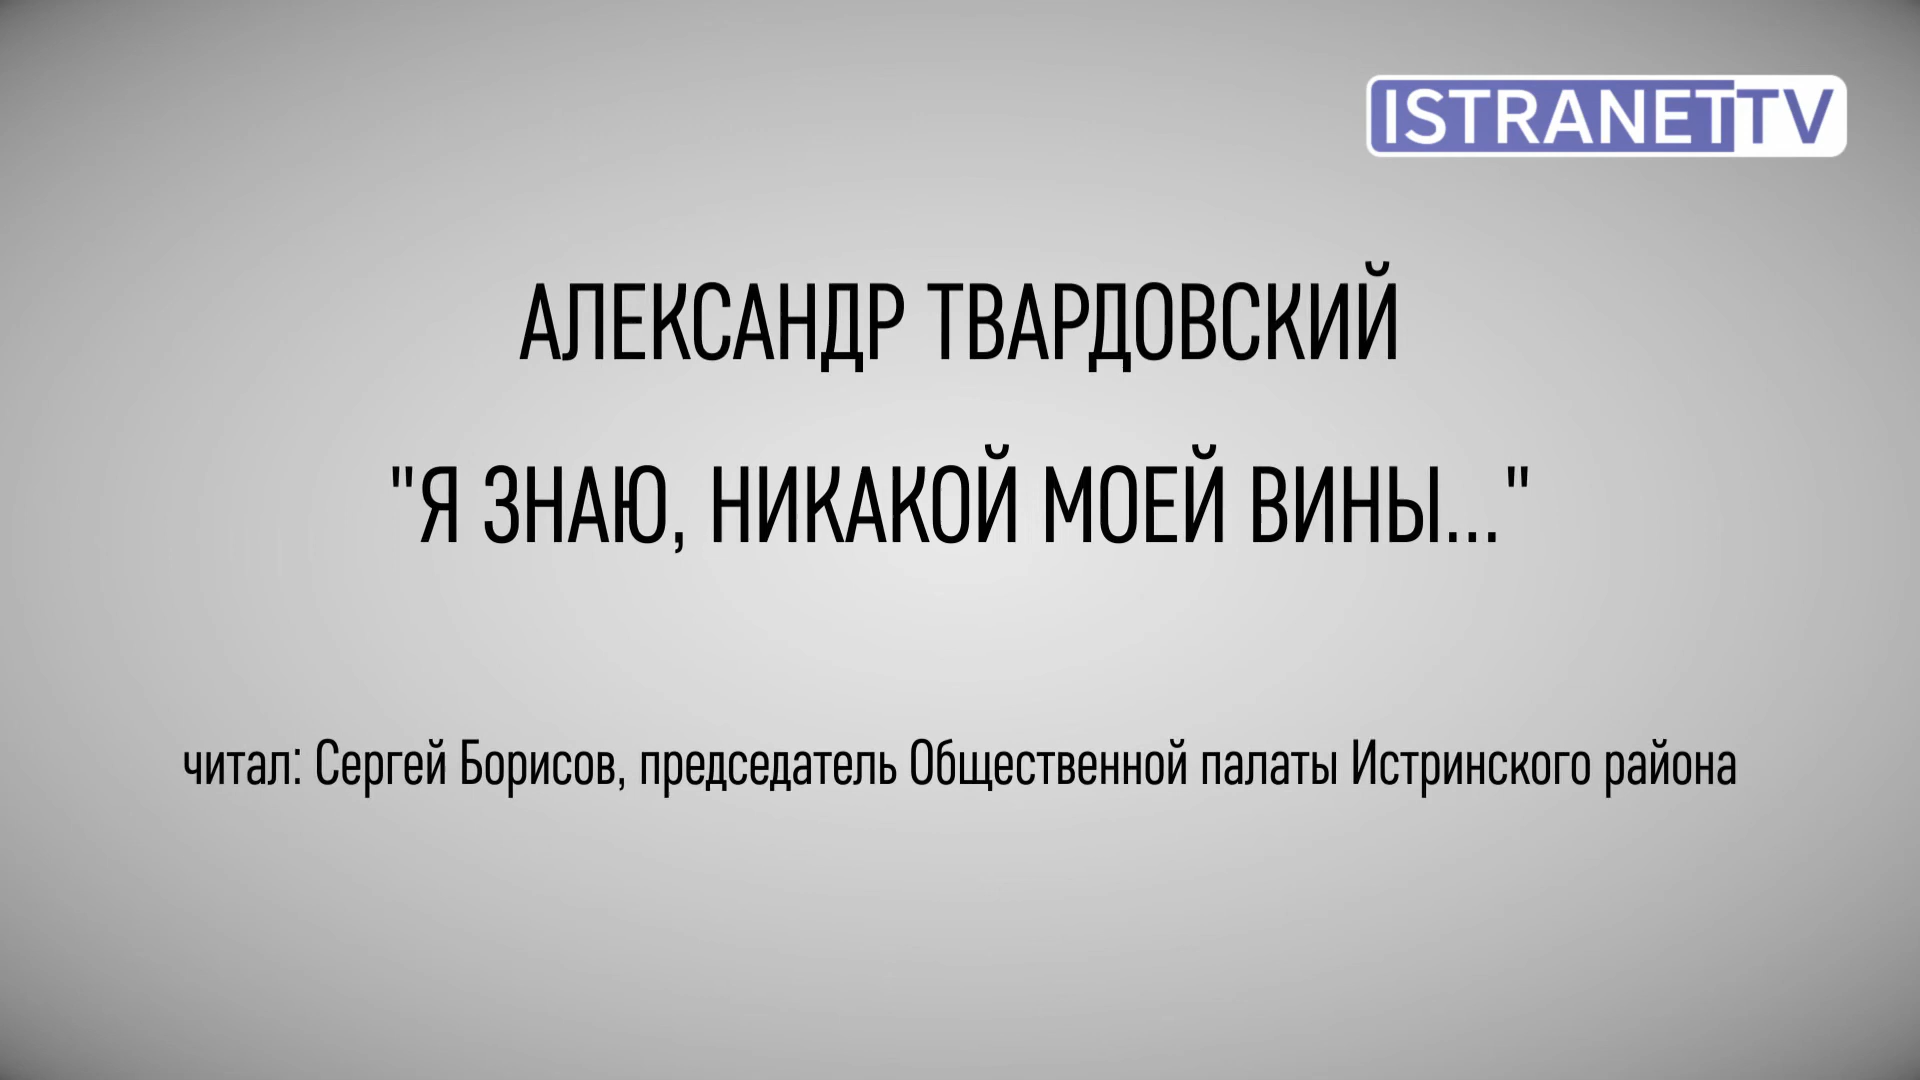 ISTRANETTV
АЛЕКСАНДР ТВАРДОВСКИЙ
"Я ЗНАЮ, НИКАКОЙ МОЕЙ ВИНЫ..."
читал: Сергей Борисов, председатель Общественной палаты Истринского района